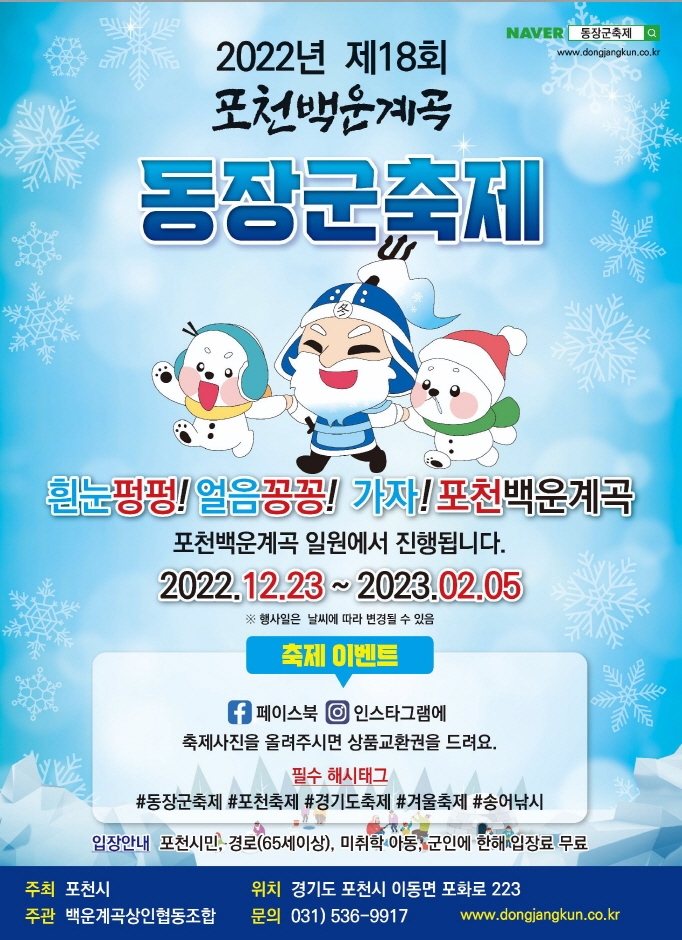 NAVER 동장군축제
www.dongjangkun.co.kr
2022년 제18회
포천백운계곡
동장군축제
冬
흰눈펑펑! 얼음꽁꽁! 가자! 포천백운계곡
포천백운계곡 일원에서 진행됩니다.
2022.12.23 ~ 2023.02.05
※ 행사일은 날씨에 따라 변경될 수 있음
축제 이벤트
페이스북 인스타그램에
축제사진을 올려주시면 상품교환권을 드려요.
필수 해시태그
#동장군축제 #포천축제 #경기도축제 #겨울축제 #송어낚시
입장안내 포천시민, 경로(65세이상), 미취학 아동, 군인에 한해 입장료 무료
주최 포천시 위치 경기도 포천시 이동면 포화로 223
주관 백운계곡상인협동조합 문의 031) 536-9917 www.dongjangkun.co.kr